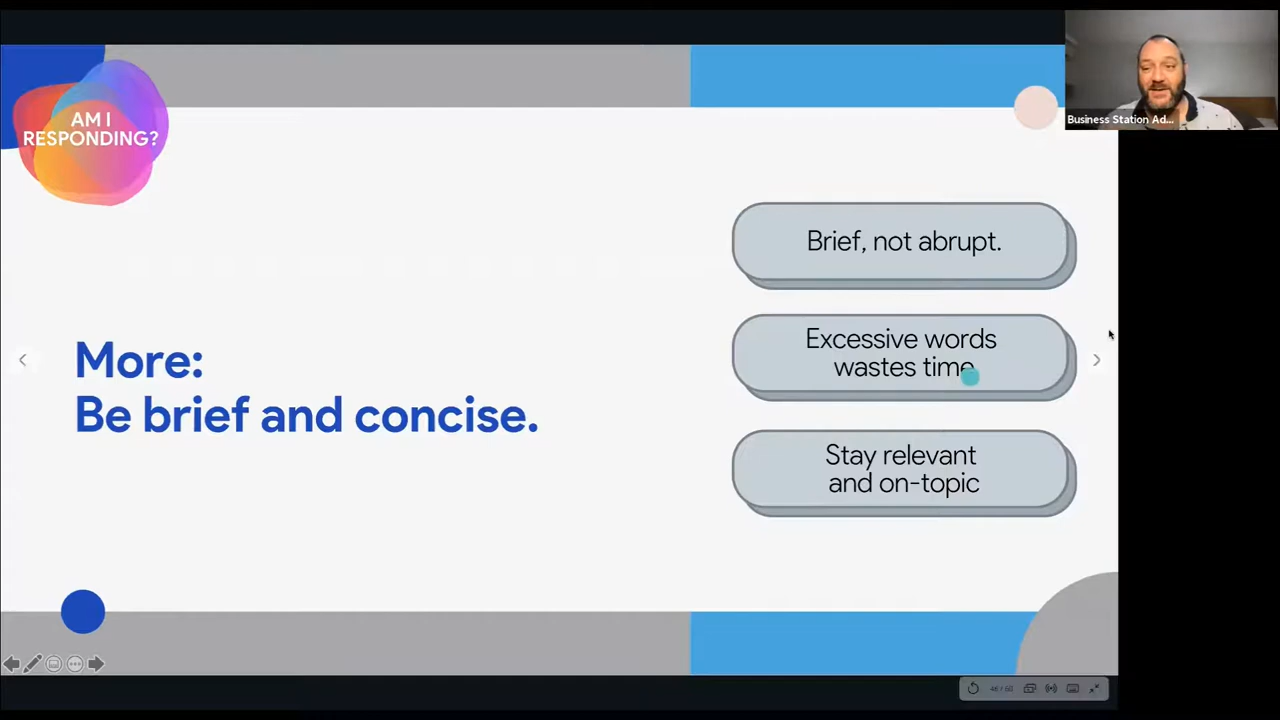 AM I
RESPONDING?
Business Station Ad...
Brief, not abrupt.
Excessive words
wastes time
More:
Be brief and concise.
Stay relevant
and on-topic